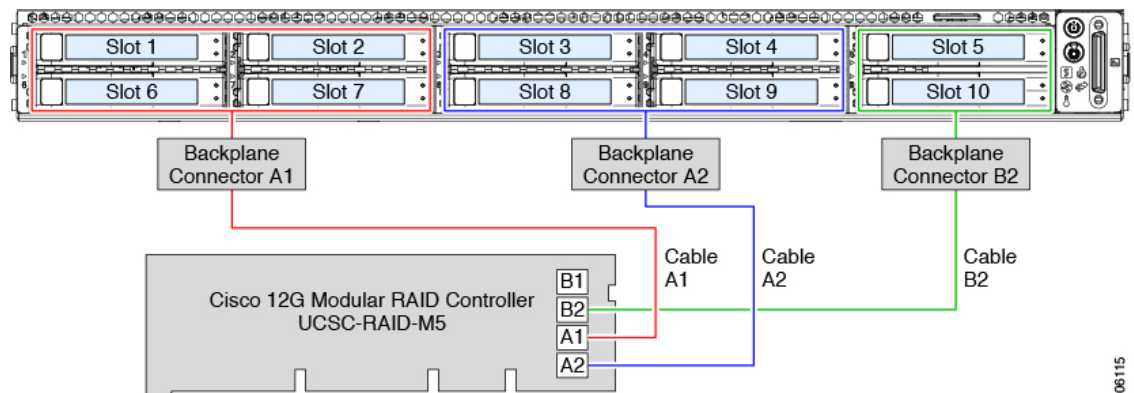 Slot 1
Slot 2
Slot 3
Slot 4
Slot 5
Slot 6
Slot 7
Slot 8
Slot 9
Slot 10
Backplane
Connector A1
Backplane
Connector A2
Backplane
Connector B2
Cable
A1
Cable
A2
Cable
B2
Cisco 12G Modular RAID Controller
UCSC-RAID-M5
B1
B2
A1
A2
06115